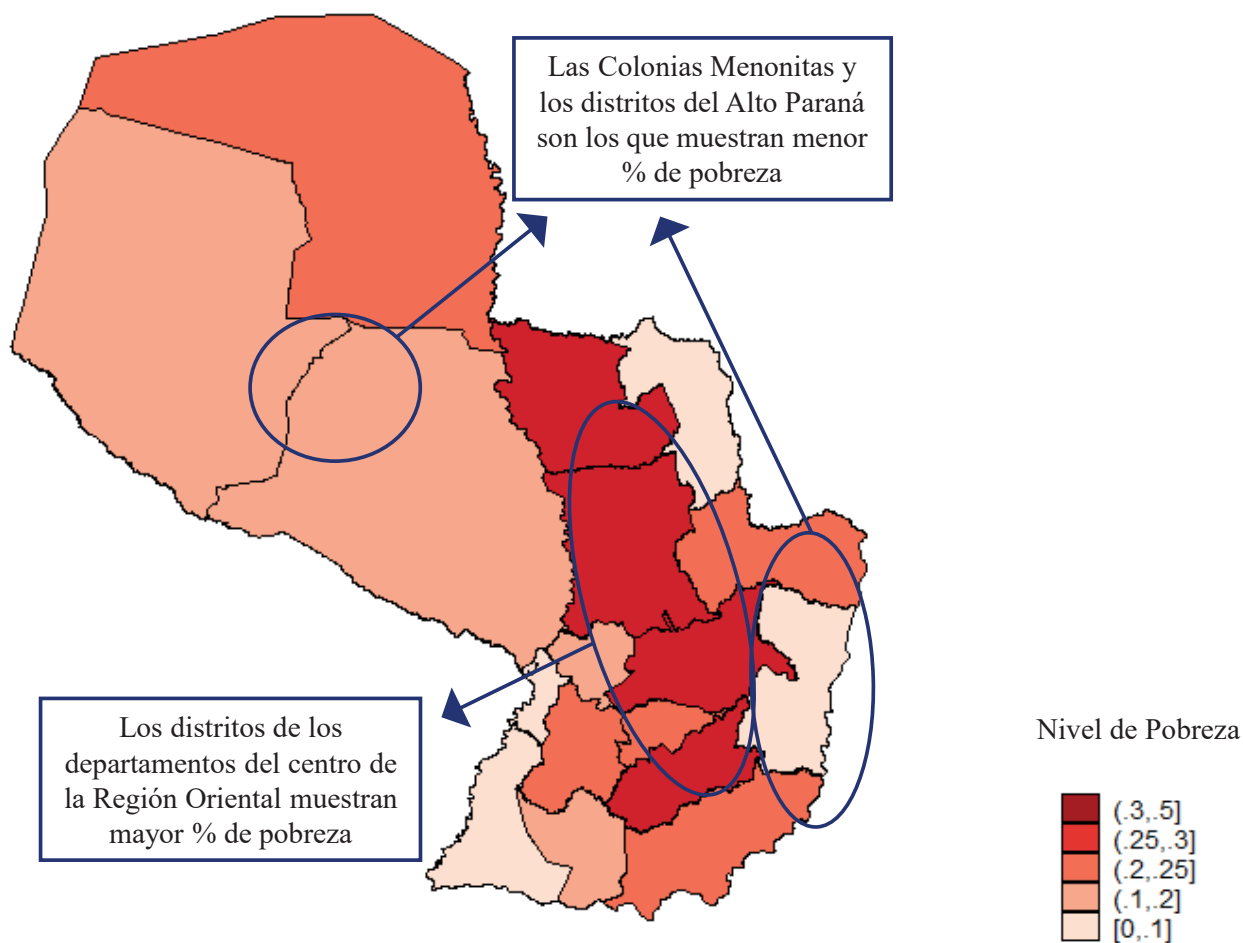 Las Colonias Menonitas y
los distritos del Alto Paraná
son los que muestran menor
% de pobreza
Los distritos de los
departamentos del centro de
la Región Oriental muestran
mayor % de pobreza
Nivel de Pobreza
(.3,.5]
(.25,.3]
(.2,.25]
(.1,.2]
[0,.1]